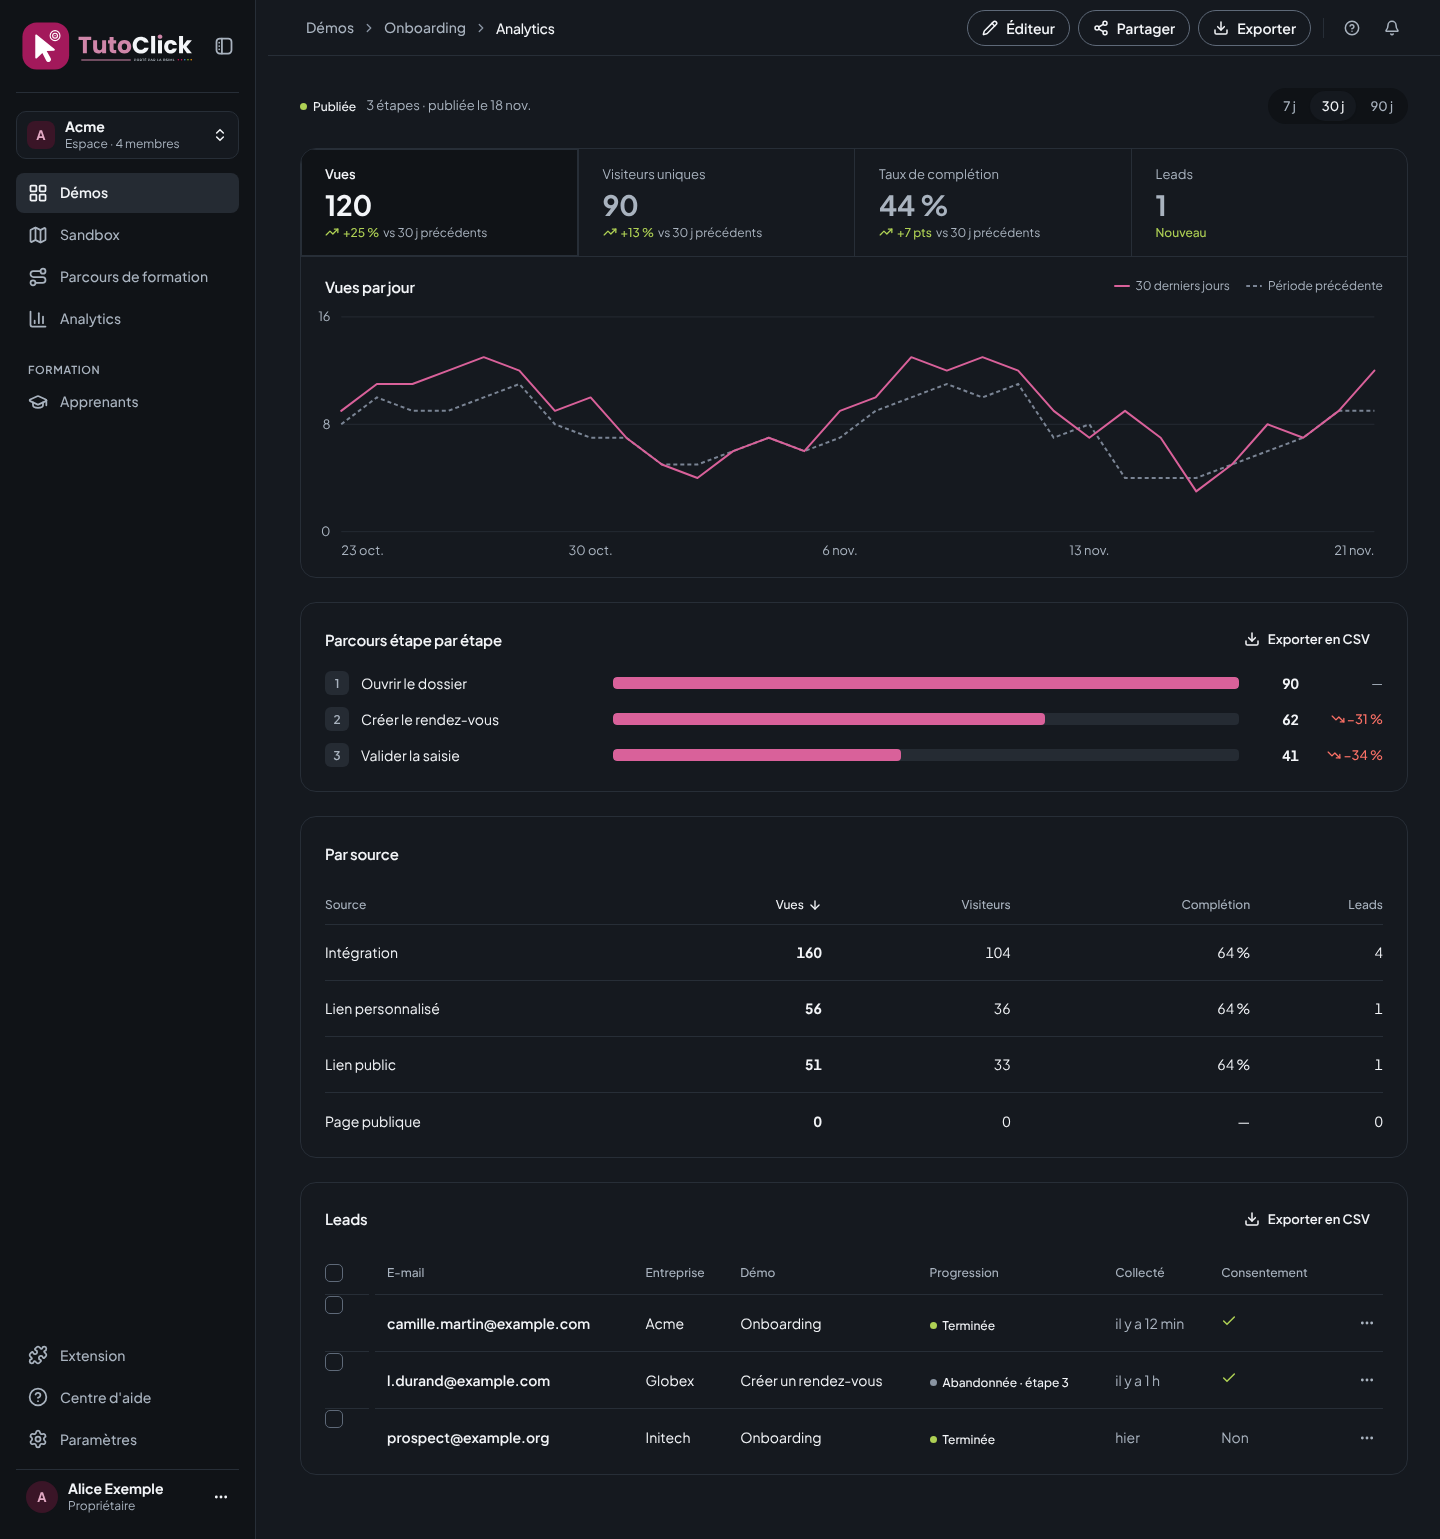 TutoClick
Démos
Onboarding
Analytics
Éditeur
Partager
Exporter
A
Acme
Espace · 4 membres
Démos
Sandbox
Parcours de formation
Analytics
FORMATION
Apprenants
Extension
Centre d'aide
Paramètres
A
Alice Exemple
Propriétaire
Publiée 3 étapes · publiée le 18 nov.
7 j 30 j 90 j
Vues
120
+25 % vs 30 j précédents
Visiteurs uniques
90
+13 % vs 30 j précédents
Taux de complétion
44 %
+7 pts vs 30 j précédents
Leads
1
Nouveau
Vues par jour
30 derniers jours
Période précédente
16
8
0
23 oct. 30 oct. 6 nov. 13 nov. 21 nov.
Parcours étape par étape
Exporter en CSV
1 Ouvrir le dossier 90 —
2 Créer le rendez-vous 62 −31 %
3 Valider la saisie 41 −34 %
Par source
Source Vues Visiteurs Complétion Leads
Intégration 160 104 64 % 4
Lien personnalisé 56 36 64 % 1
Lien public 51 33 64 % 1
Page publique 0 0 — 0
Leads
Exporter en CSV
E-mail Entreprise Démo Progression Collecté Consentement
camille.martin@example.com Acme Onboarding Terminée il y a 12 min
l.durand@example.com Globex Créer un rendez-vous Abandonnée · étape 3 il y a 1 h
prospect@example.org Initech Onboarding Terminée hier Non